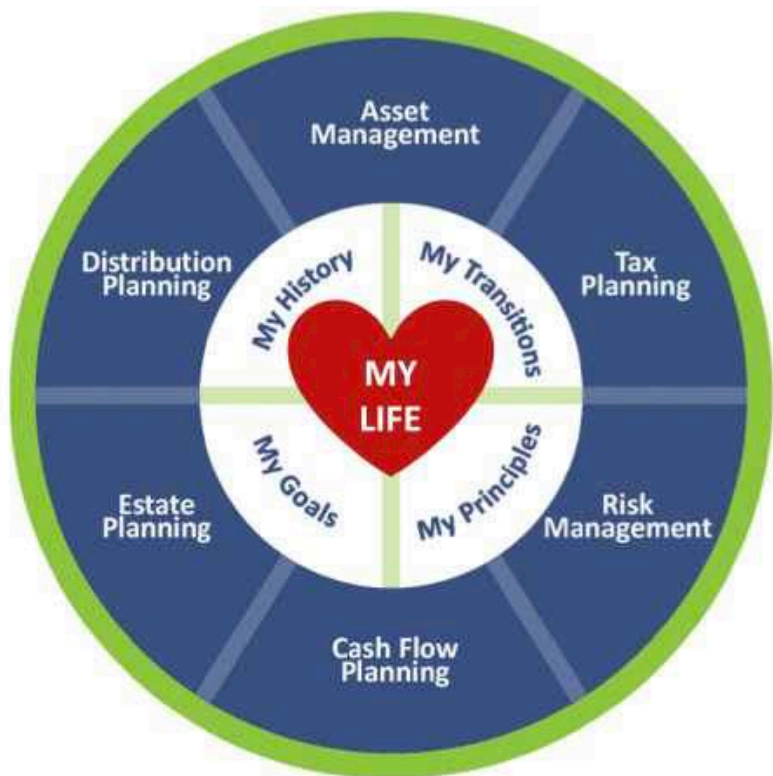 Asset
Management
Distribution
Planning
Tax
Planning
My History
My Transitions
MY
LIFE
My Goals
My Principles
Estate
Planning
Risk
Management
Cash Flow
Planning